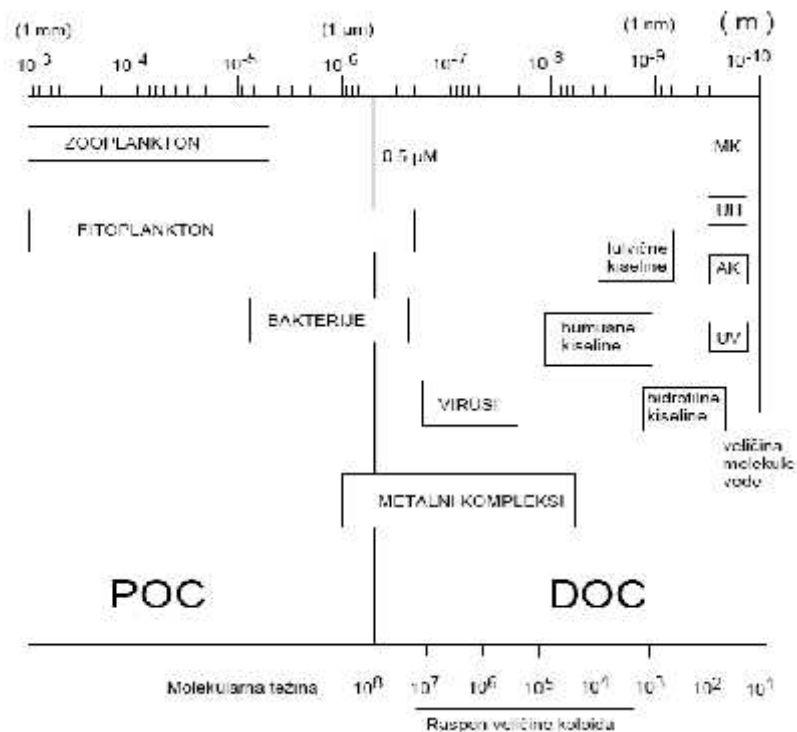 (1 mm) (1 µm) (1 nm) ( m )
10-3 10-4 10-5 10-6 10-7 10-8 10-9 10-10
ZOOPLANKTON
0.5 µM
MK
UH
FITOPLANKTON
fulvične
kiseline
AK
BAKTERIJE
humusne
kiseline
UV
VIRUSI
hidrofilne
kiseline
veličina
molekule
vode
METALNI KOMPLEKSI
POC DOC
Molekularna težina 108 107 106 105 104 103 102 101
Raspon veličine koloida